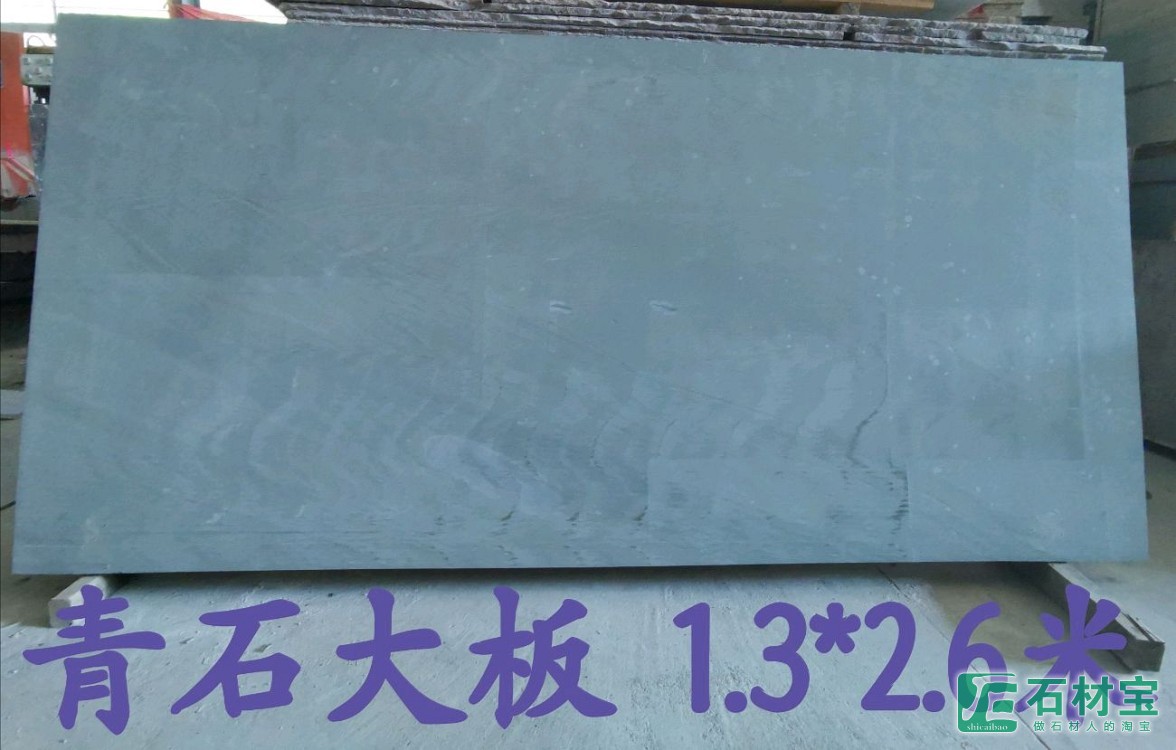 青石大板 1.3*2.6米
石材宝
shicaibao
做石材人的淘宝